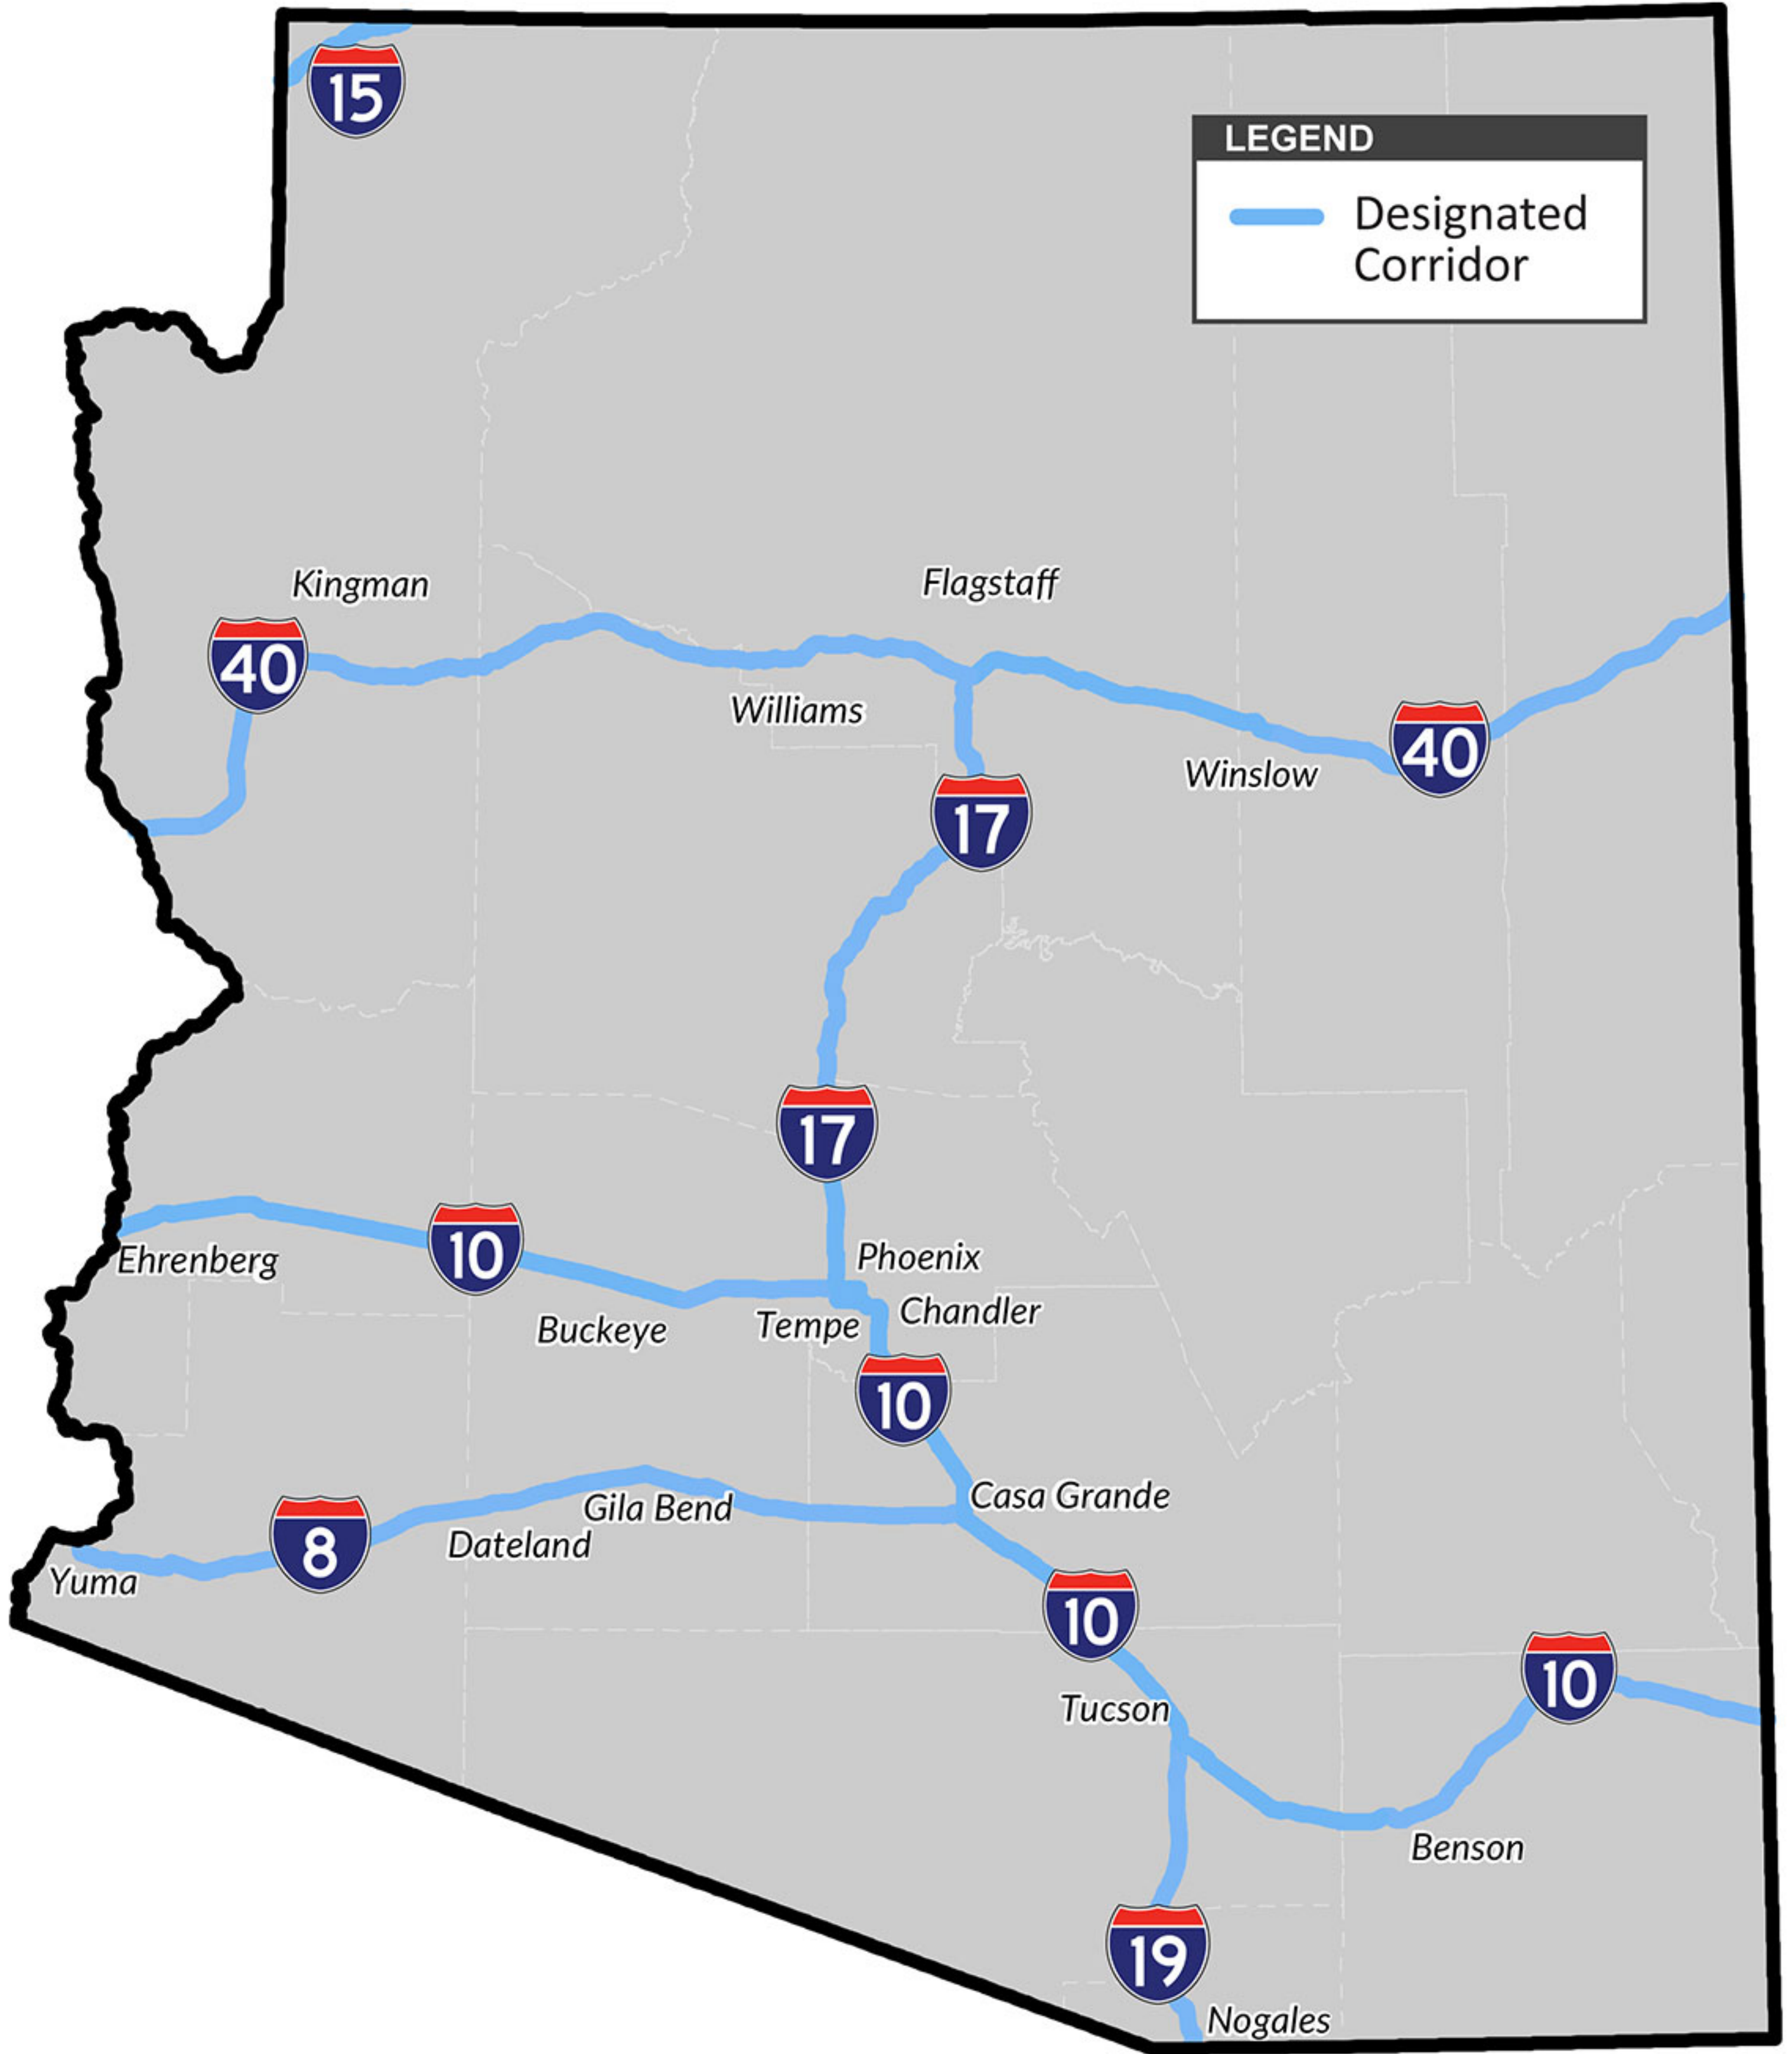 15
LEGEND
Designated
Corridor
Kingman
Flagstaff
40
Williams
40
Winslow
17
17
10
Ehrenberg
Phoenix
Chandler
Buckeye
Tempe
10
Casa Grande
Gila Bend
8
Dateland
Yuma
10
10
Tucson
Benson
19
Nogales